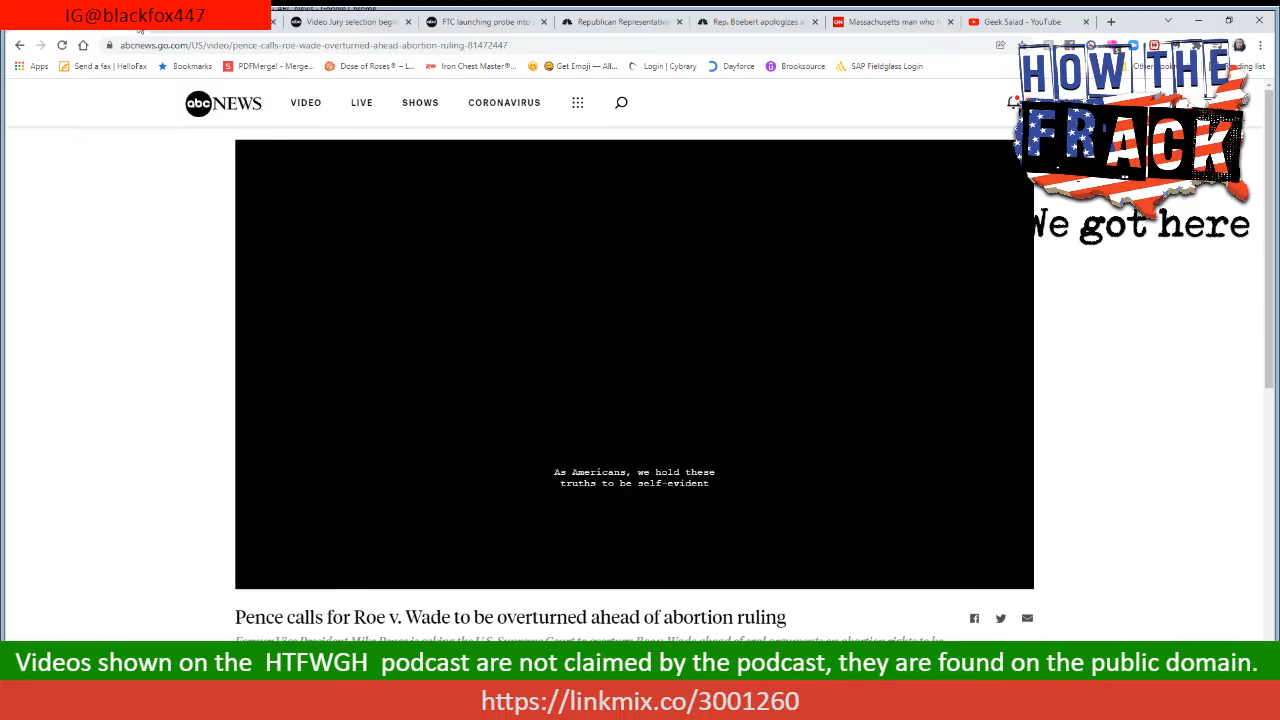 IG@blackfox447
Video Jury selection begin
FTC launching probe into
Republican Representative
Rep. Boebert apologizes a
Massachusetts man who h
Geek Salad - YouTube
abcnews.go.com/US/video/pence-calls-roe-wade-overturned-ahead-abortion-ruling-81472447
Apps Send a fax | HelloFax Bookmarks PDFMerge! - Merge... Dose of Roses® – L... Iron Chest Master -... Get Emoji — All... Login | Cybrary Dayforce Brooksource SAP Fieldglass Login
abc NEWS VIDEO LIVE SHOWS CORONAVIRUS
HOW THE
FRACK
We got here
As Americans, we hold these
truths to be self-evident
Pence calls for Roe v. Wade to be overturned ahead of abortion ruling
Videos shown on the HTFWGH podcast are not claimed by the podcast, they are found on the public domain.
https://linkmix.co/3001260